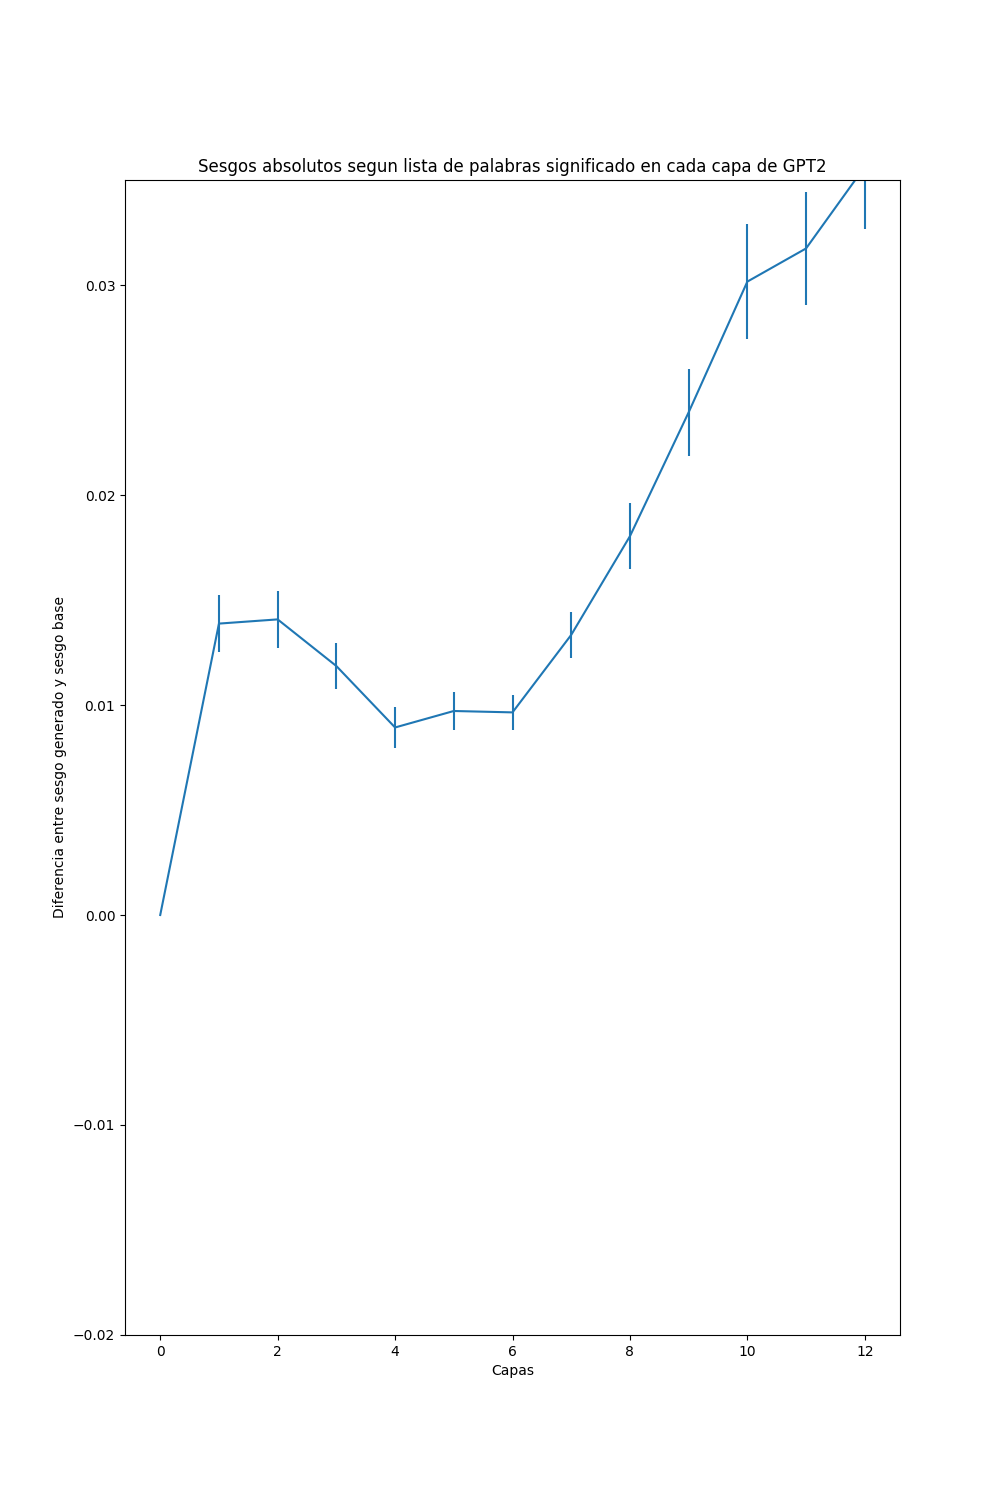 Sesgos absolutos segun lista de palabras significado en cada capa de GPT2
Diferencia entre sesgo generado y sesgo base
0.03
0.02
0.01
0.00
−0.01
−0.02
0 2 4 6 8 10 12
Capas